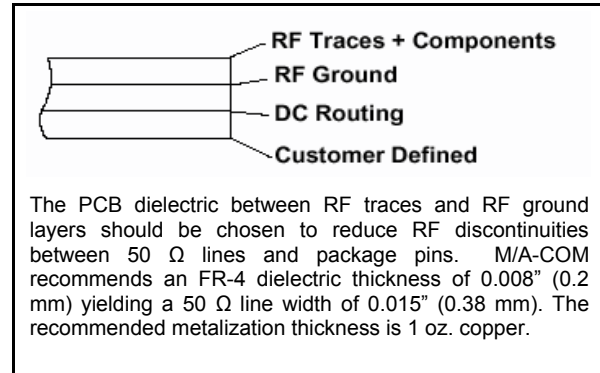 RF Traces + Components
RF Ground
DC Routing
Customer Defined
The PCB dielectric between RF traces and RF ground
layers should be chosen to reduce RF discontinuities
between 50 Ω lines and package pins. M/A-COM
recommends an FR-4 dielectric thickness of 0.008” (0.2
mm) yielding a 50 Ω line width of 0.015” (0.38 mm). The
recommended metalization thickness is 1 oz. copper.